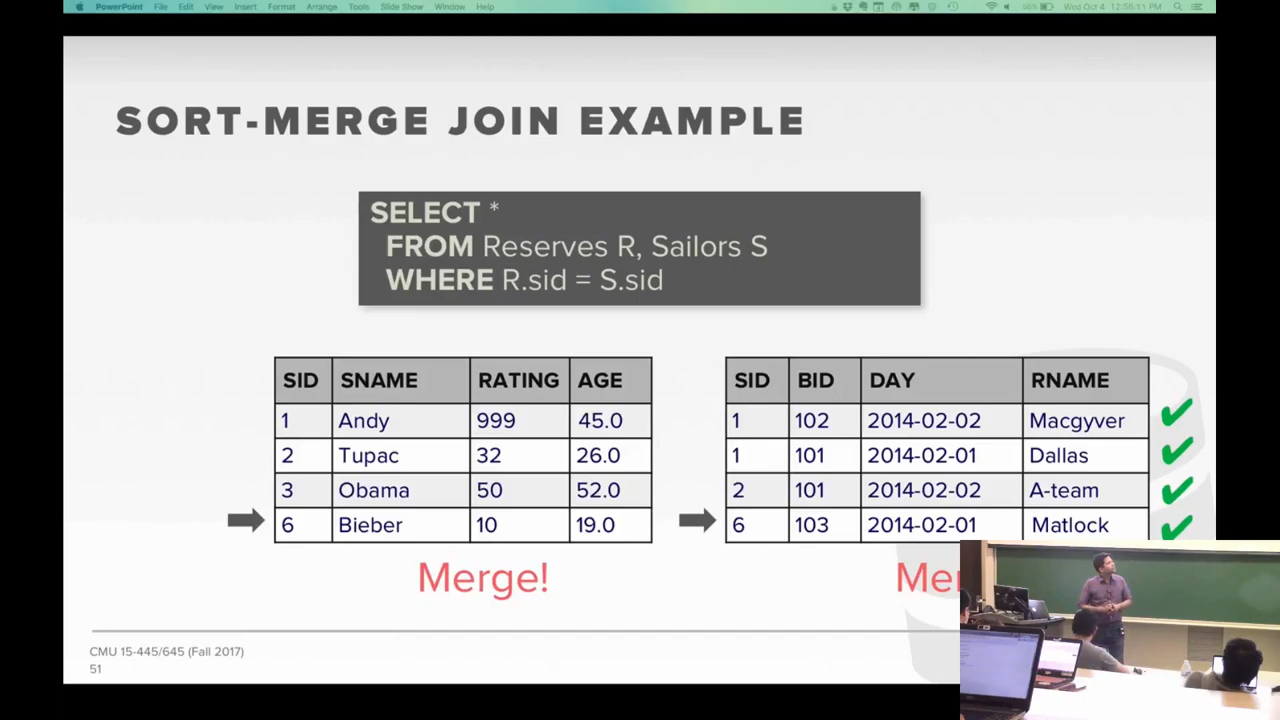 PowerPoint File Edit View Insert Format Arrange Tools Slide Show Window Help
Wed Oct 4 12:56:11 PM
SORT-MERGE JOIN EXAMPLE
SELECT *
FROM Reserves R, Sailors S
WHERE R.sid = S.sid
SID SNAME RATING AGE
1 Andy 999 45.0
2 Tupac 32 26.0
3 Obama 50 52.0
6 Bieber 10 19.0
Merge!
SID BID DAY RNAME
1 102 2014-02-02 Macgyver
1 101 2014-02-01 Dallas
2 101 2014-02-02 A-team
6 103 2014-02-01 Matlock
CMU 15-445/645 (Fall 2017)
51